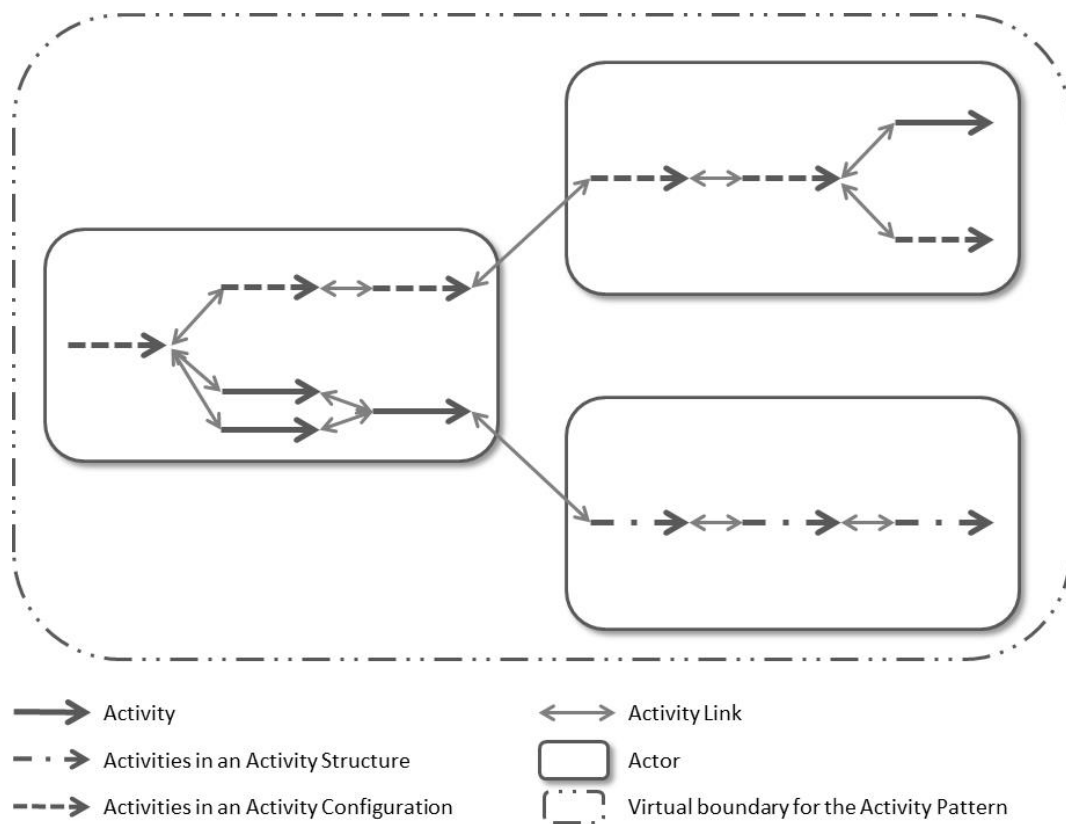 Activity
Activities in an Activity Structure
Activities in an Activity Configuration
Activity Link
Actor
Virtual boundary for the Activity Pattern